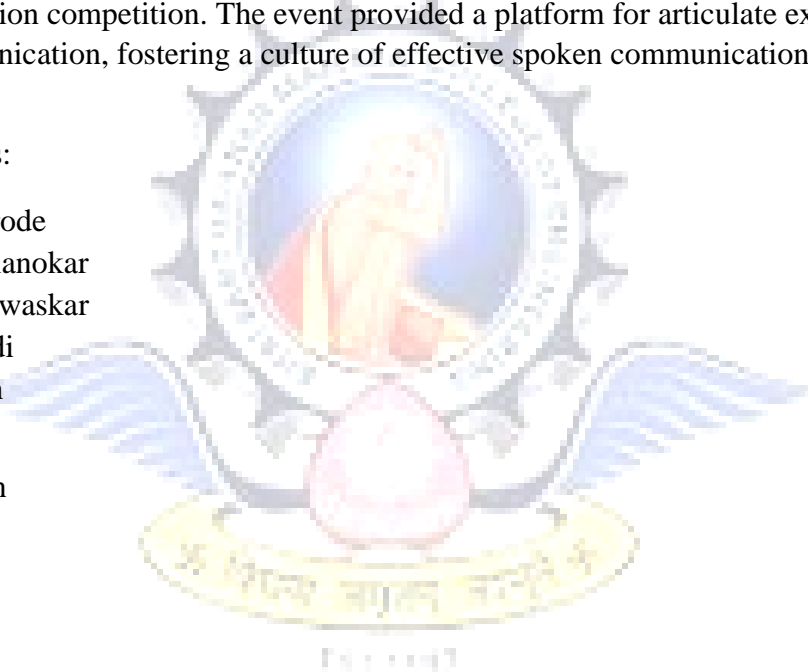 ion competition. The event provided a platform for articulate ex
nication, fostering a culture of effective spoken communication
s:
ode
anokar
waskar
di
n
n